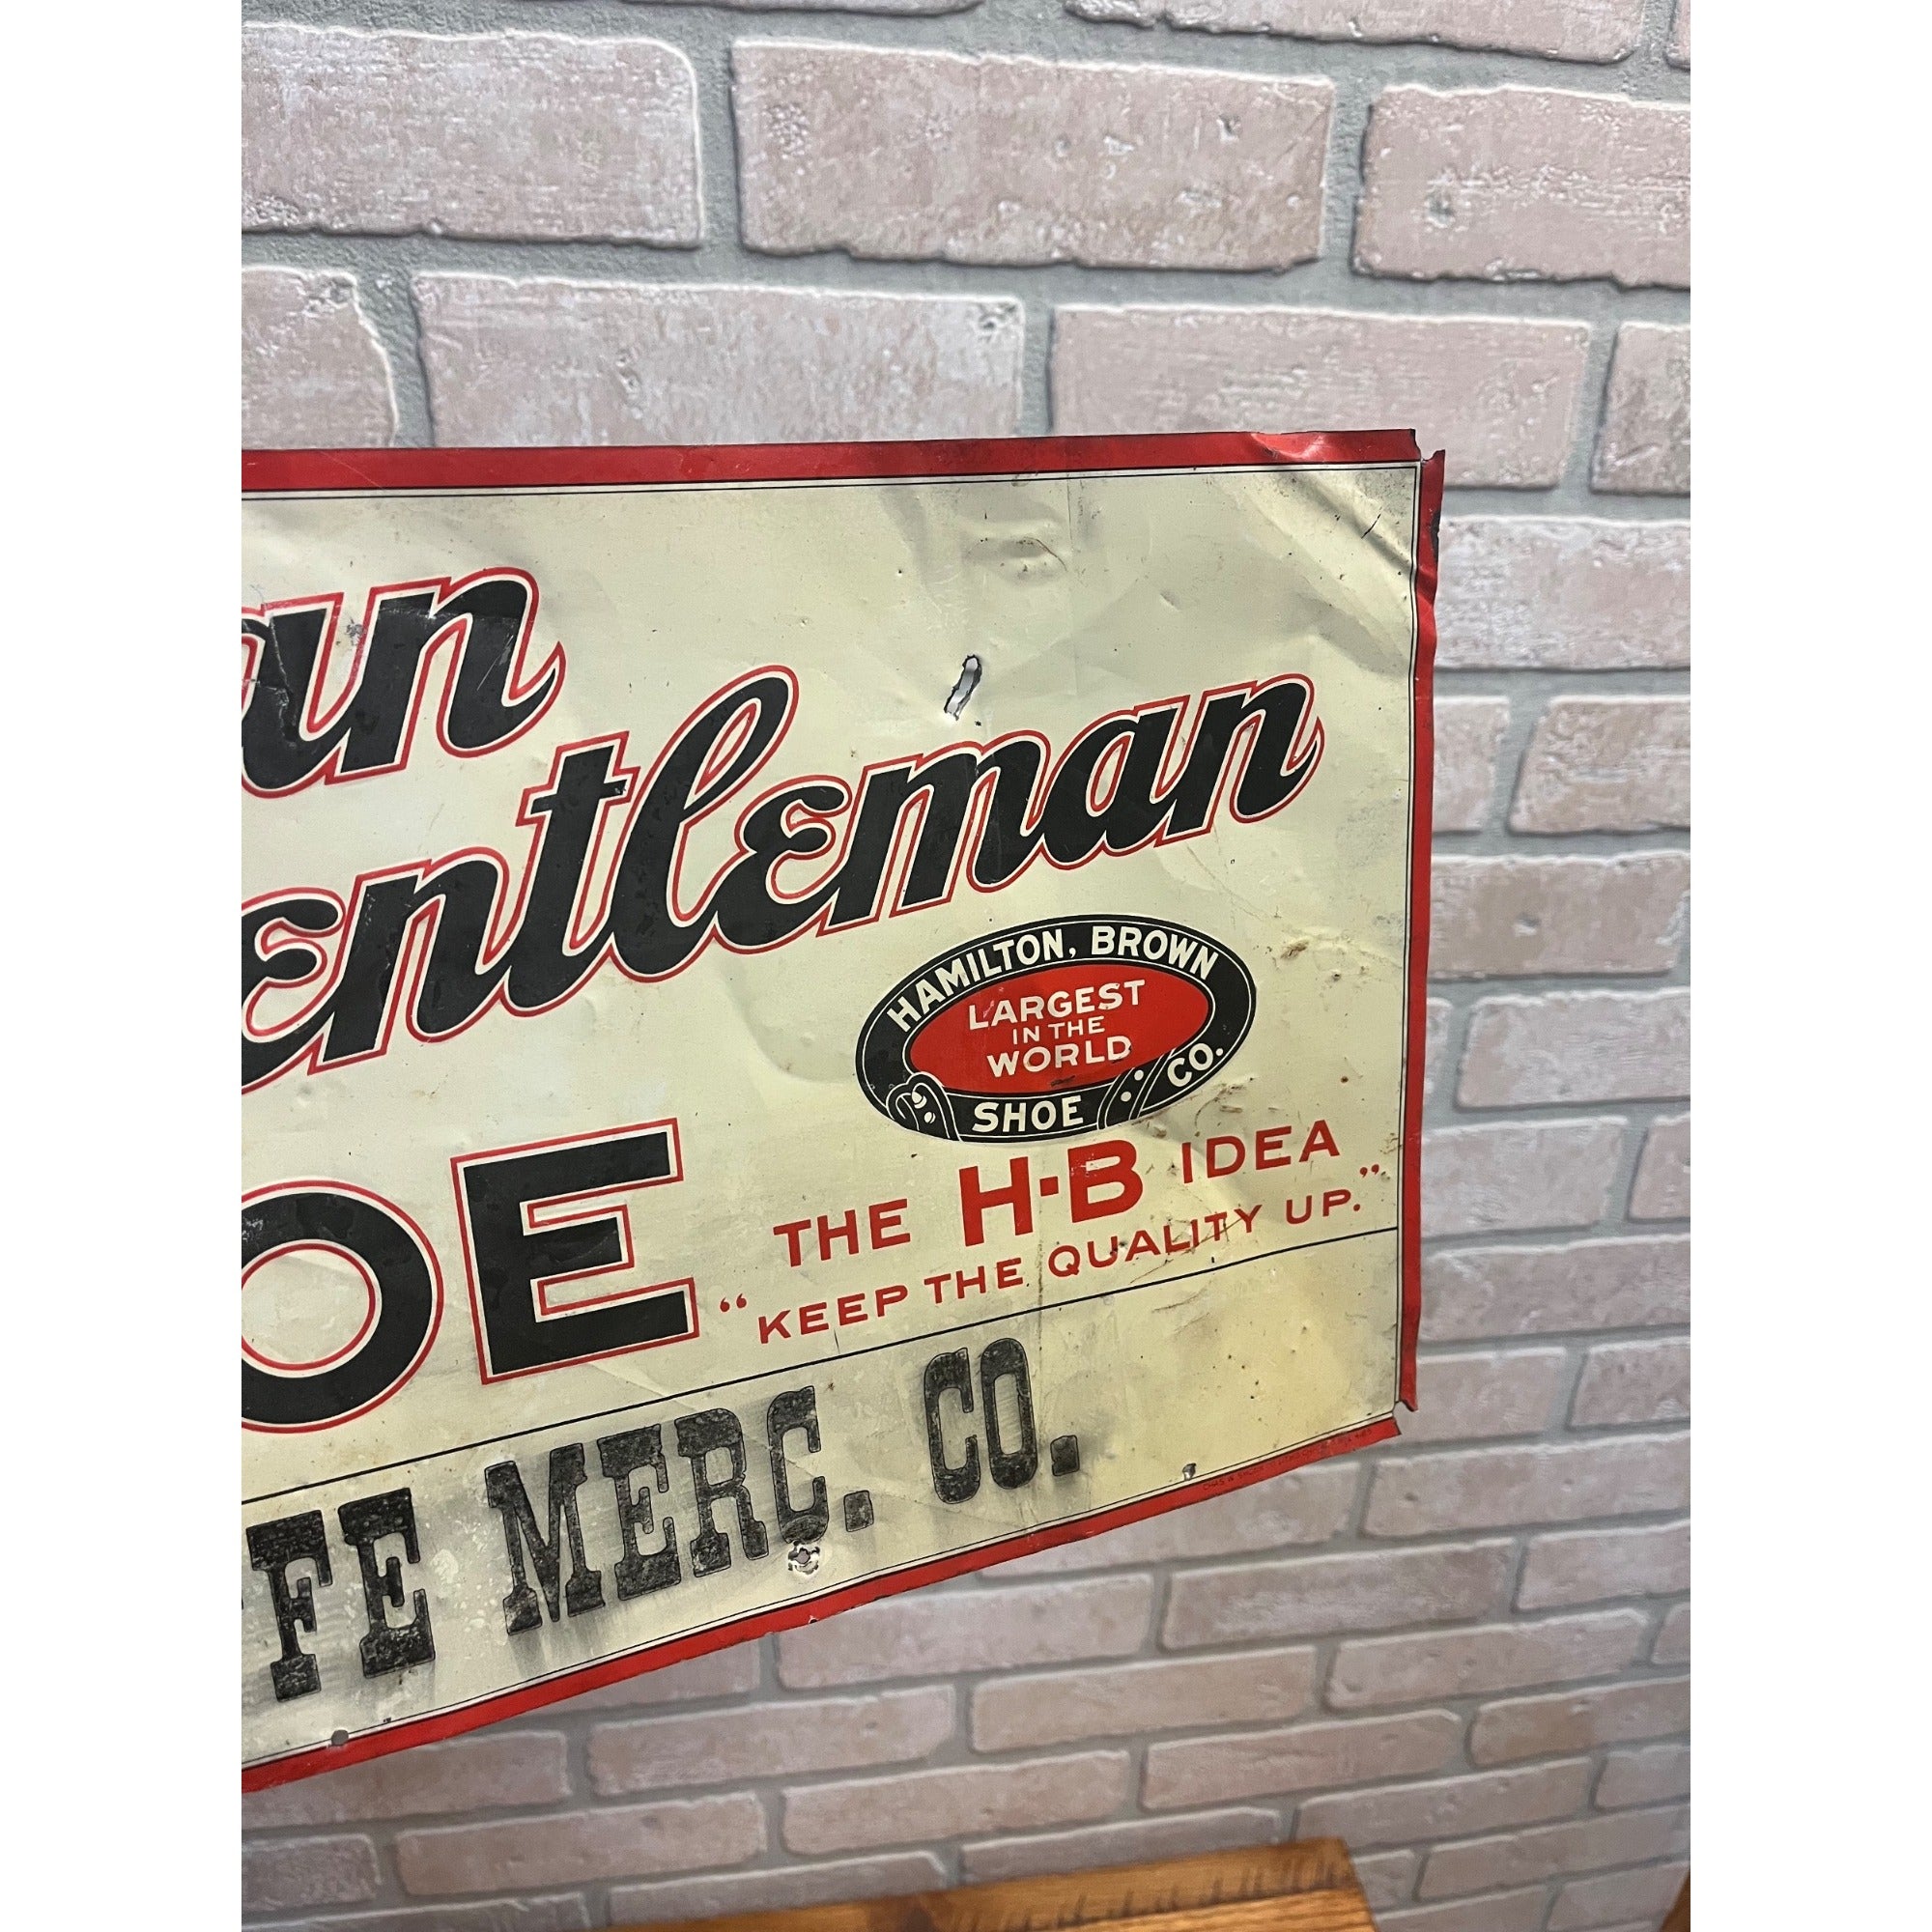 an
entleman
HAMILTON, BROWN
LARGEST
IN THE
WORLD
SHOE CO.
OE
THE H-B IDEA
"KEEP THE QUALITY UP."
FE MERC. CO.